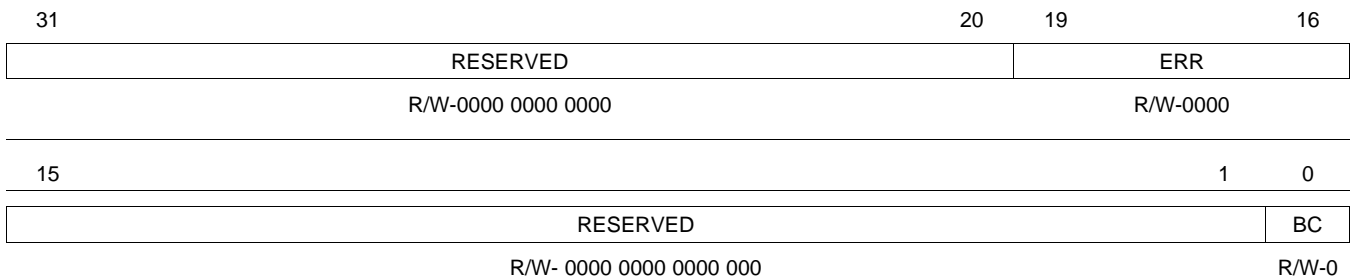 31 20 19 16
RESERVED ERR
R/W-0000 0000 0000 R/W-0000
15 1 0
RESERVED BC
R/W- 0000 0000 0000 000 R/W-0